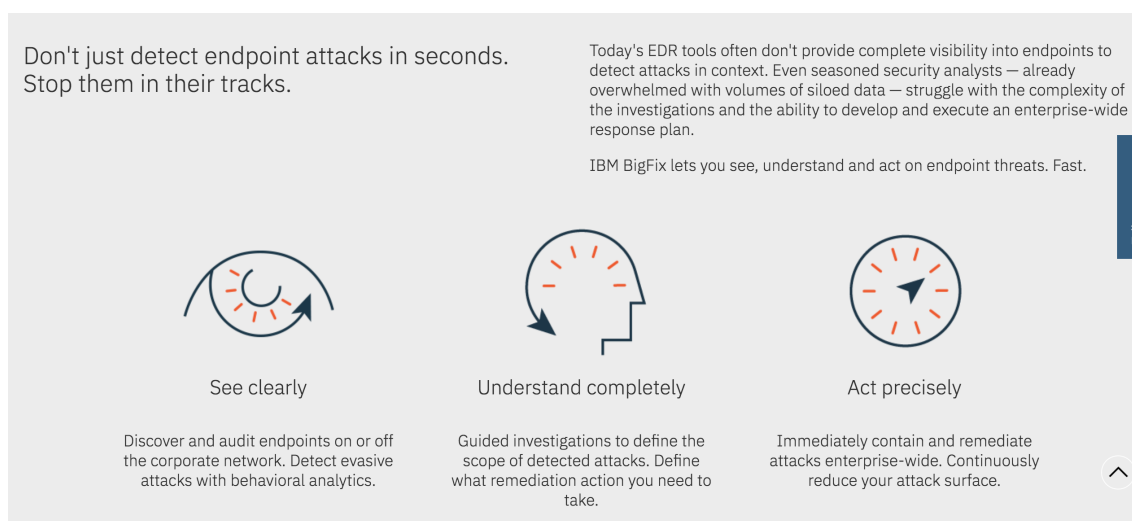 Don't just detect endpoint attacks in seconds.
Stop them in their tracks.
Today's EDR tools often don't provide complete visibility into endpoints to
detect attacks in context. Even seasoned security analysts — already
overwhelmed with volumes of siloed data — struggle with the complexity of
the investigations and the ability to develop and execute an enterprise-wide
response plan.
IBM BigFix lets you see, understand and act on endpoint threats. Fast.
See clearly
Discover and audit endpoints on or off
the corporate network. Detect evasive
attacks with behavioral analytics.
Understand completely
Guided investigations to define the
scope of detected attacks. Define
what remediation action you need to
take.
Act precisely
Immediately contain and remediate
attacks enterprise-wide. Continuously
reduce your attack surface.